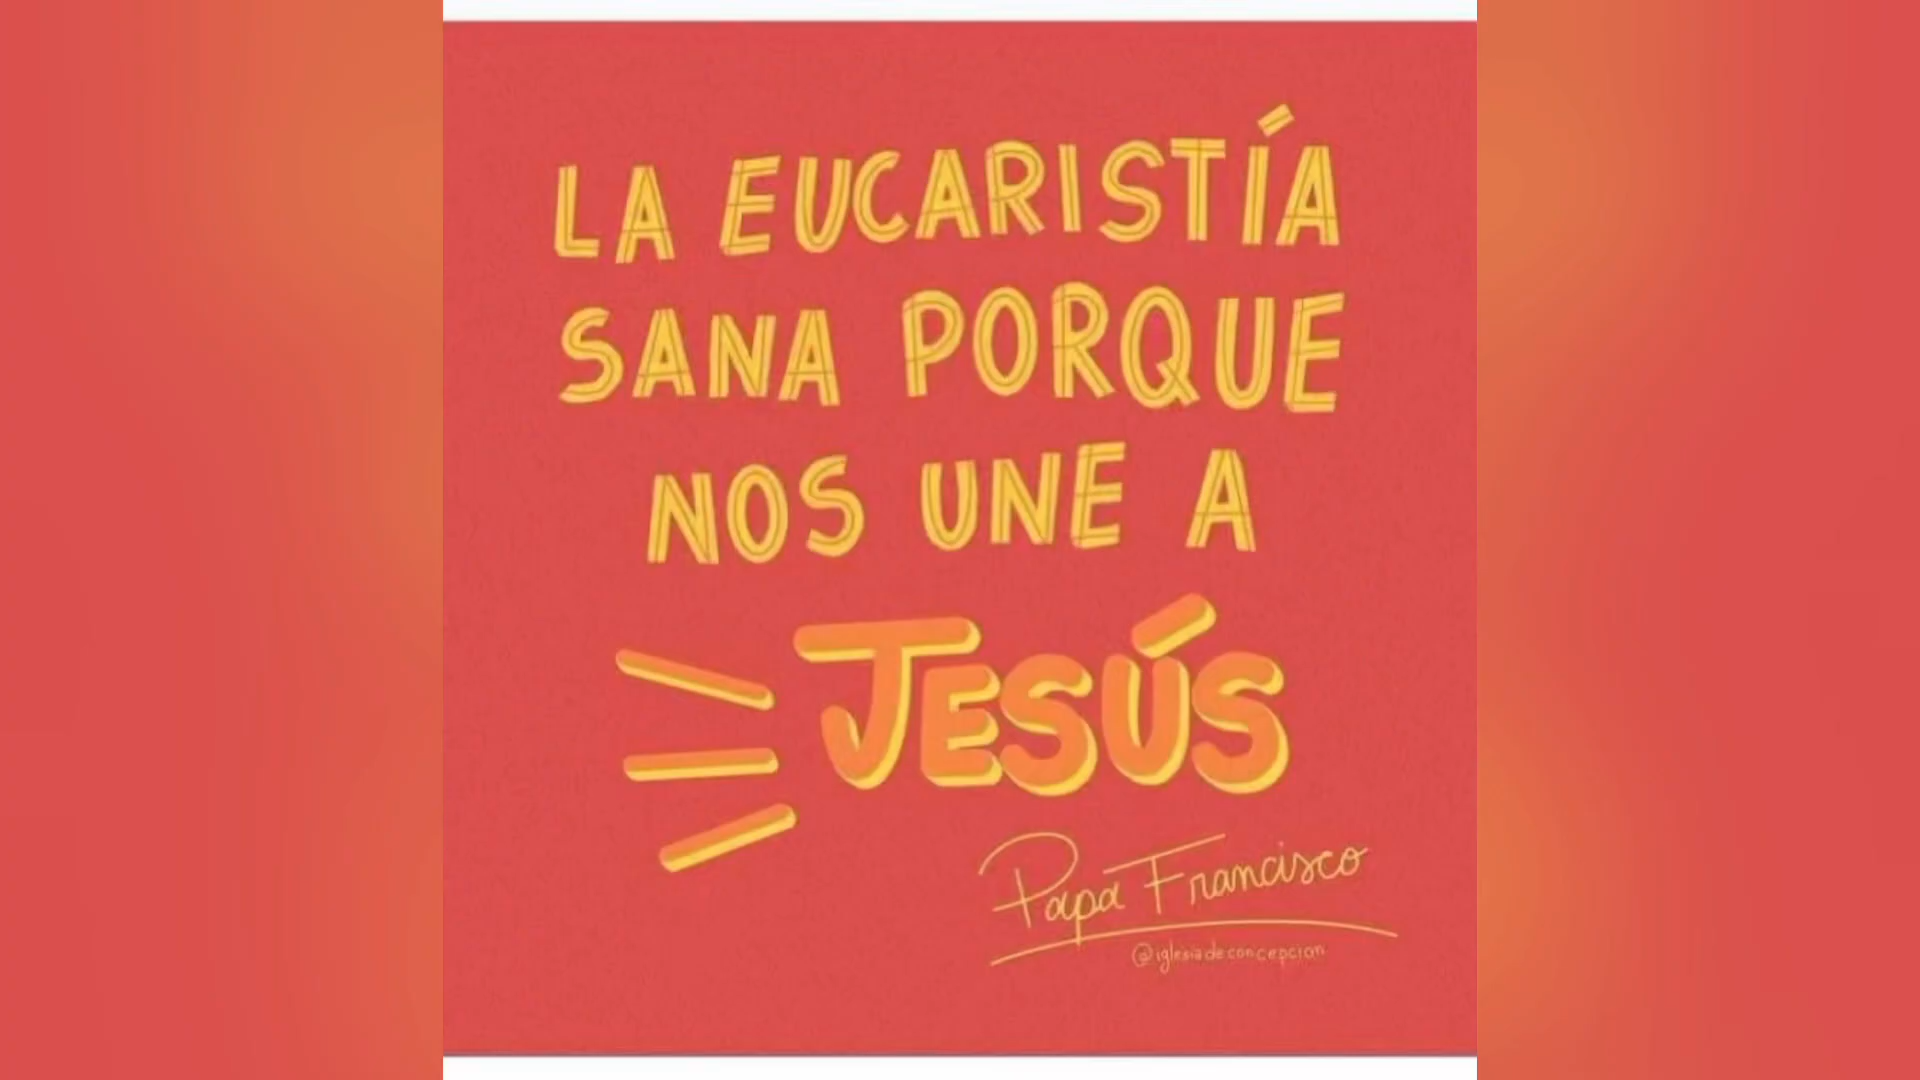 LA EUCARISTÍA
SANA PORQUE
NOS UNE A
JESÚS
Papa Francisco
@iglesiadeconcepcion